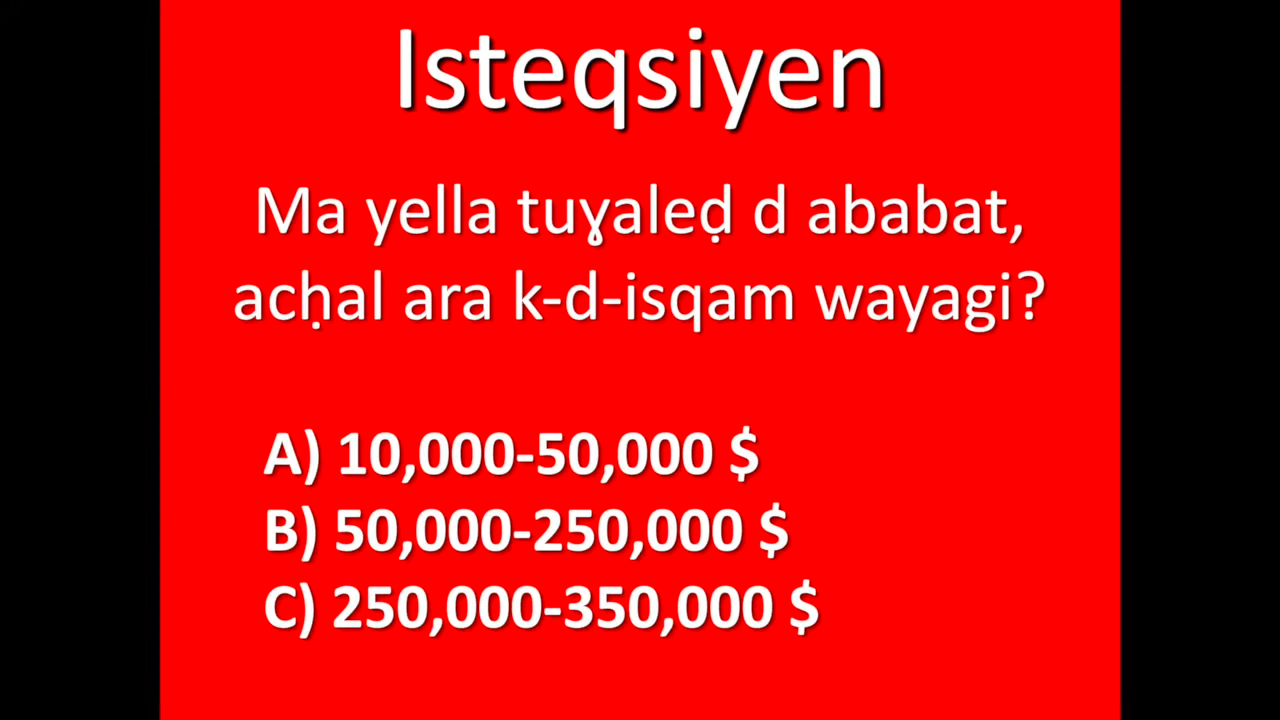 Isteqsiyen
Ma yella tuɣaleḍ d ababat,
acḥal ara k-d-isqam wayagi?
A) 10,000-50,000 $
B) 50,000-250,000 $
C) 250,000-350,000 $